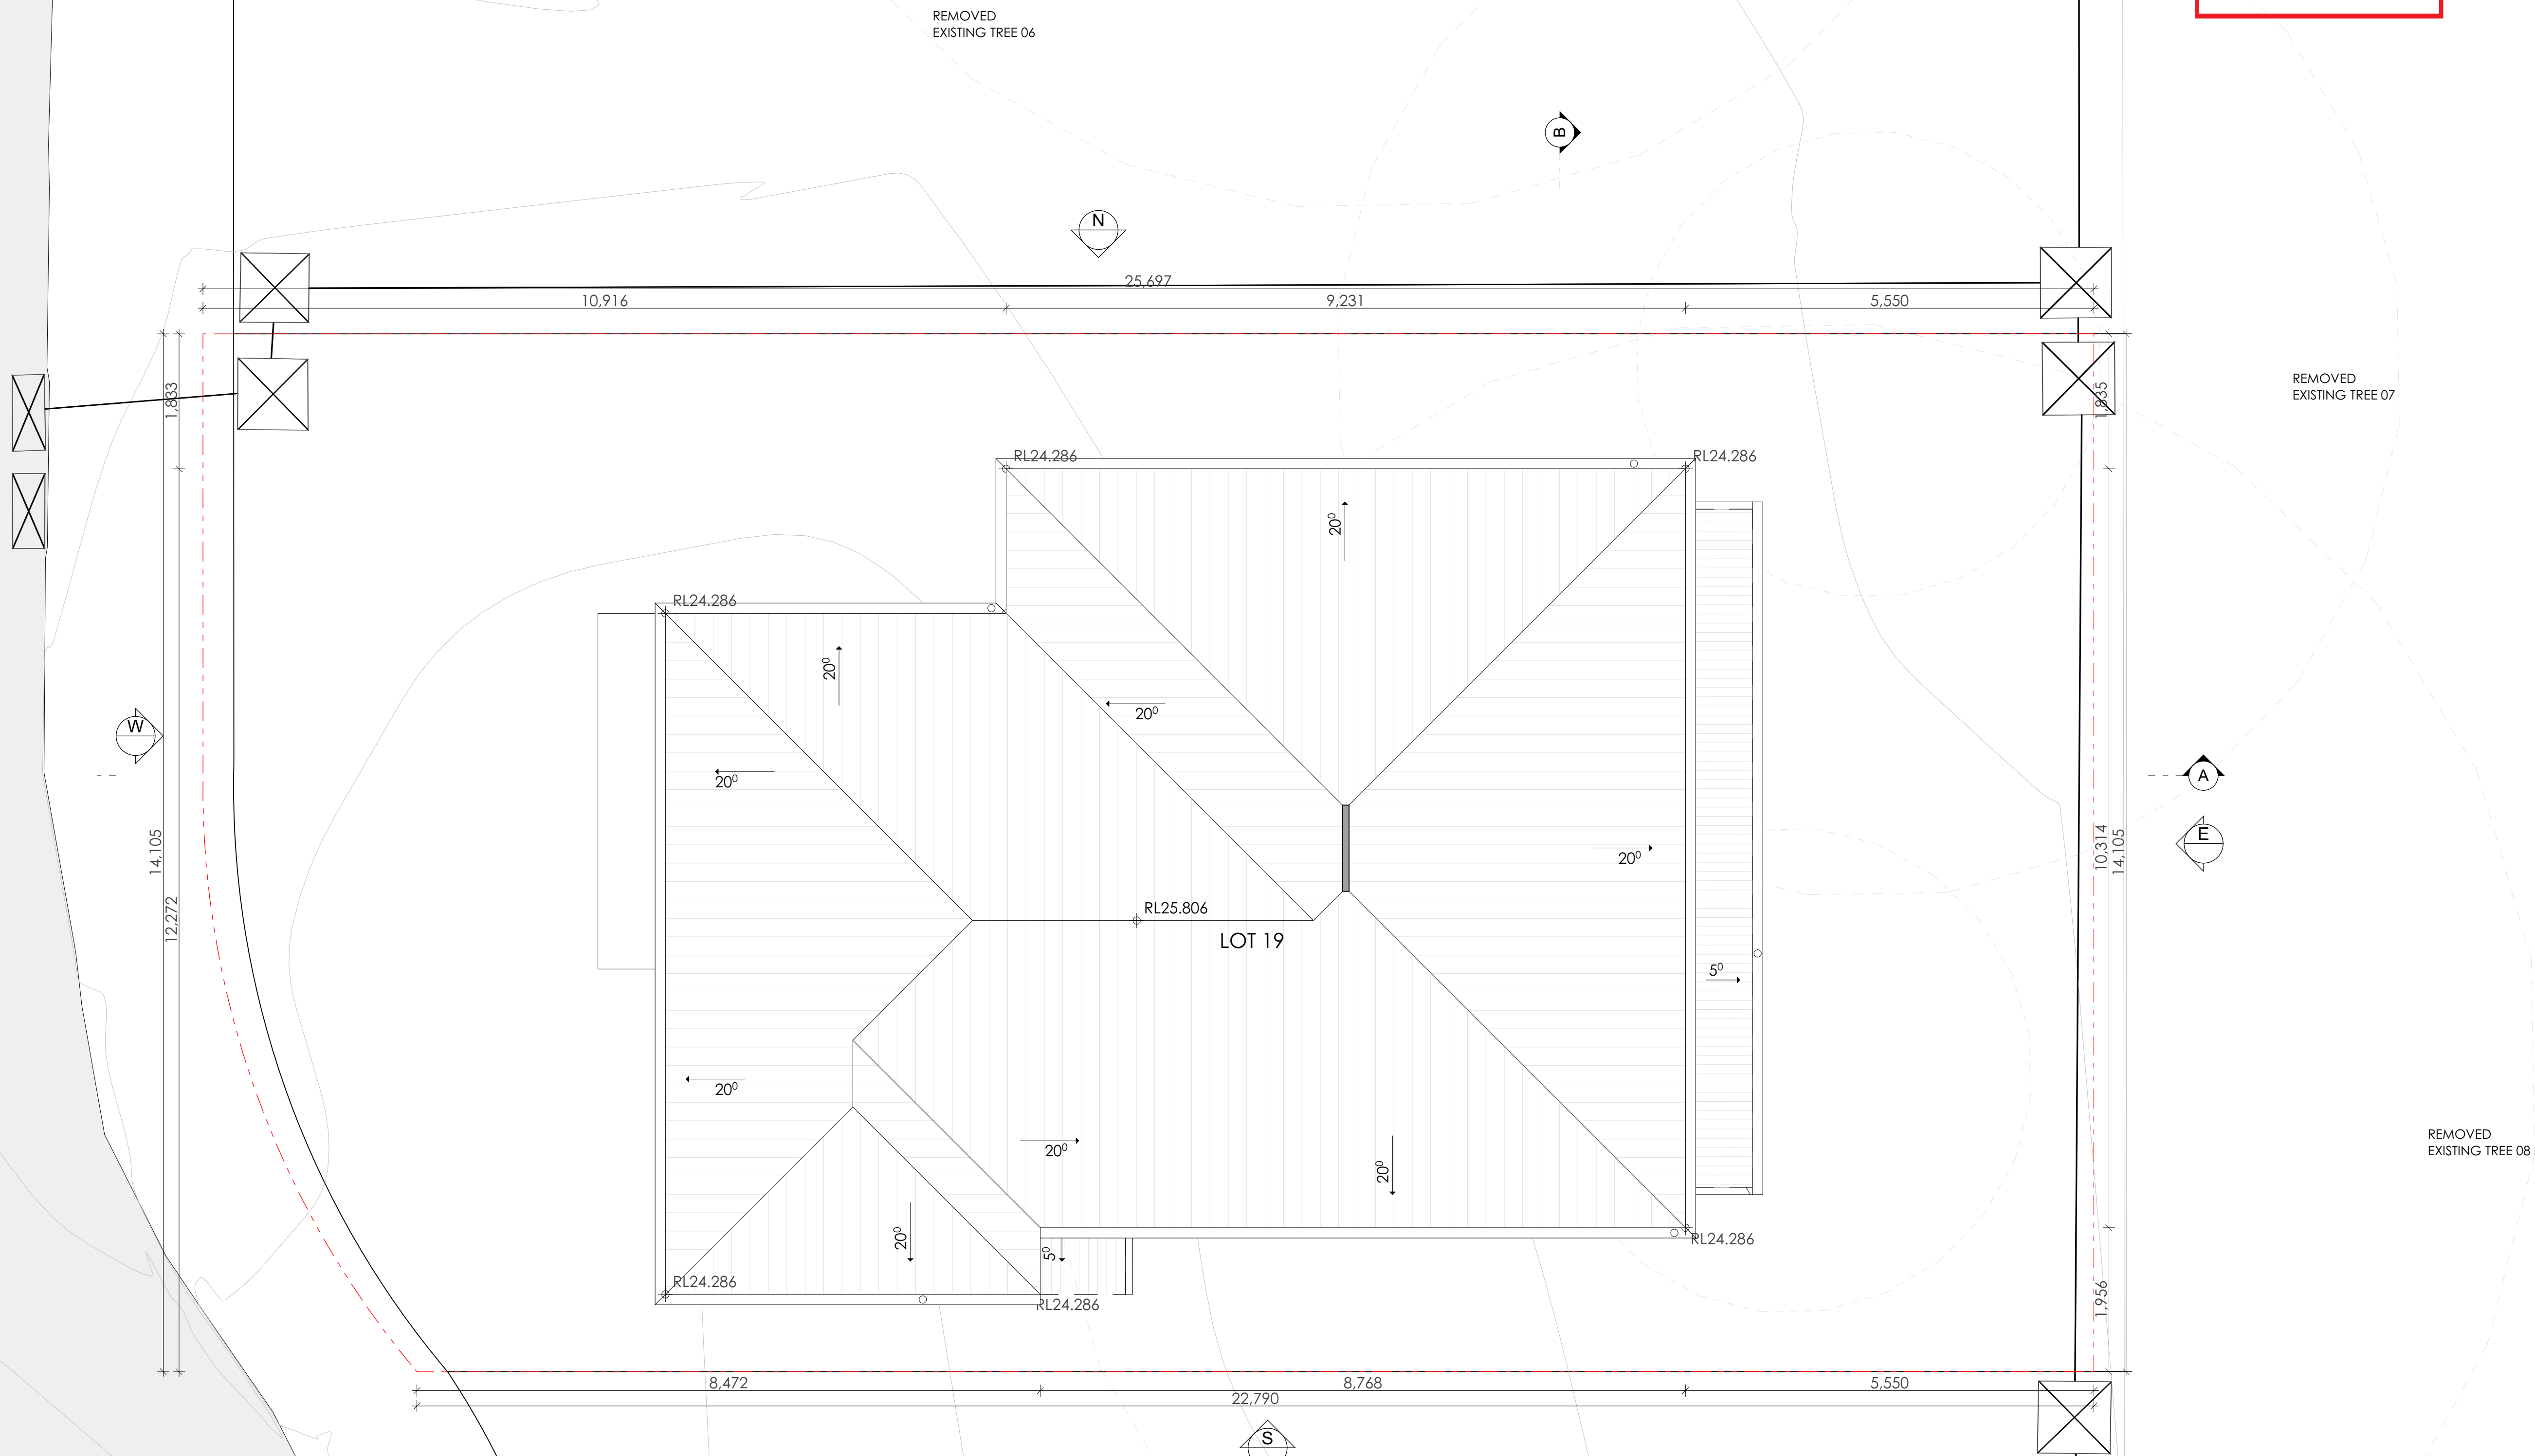 REMOVED
EXISTING TREE 06
B
N
25,697
10,916
9,231
5,550
REMOVED
EXISTING TREE 07
1,833
1,835
RL24.286
RL24.286
20⁰
RL24.286
20⁰
20⁰
W
20⁰
A
E
14,105
12,272
20⁰
10,314
14,105
RL25.806
LOT 19
5⁰
20⁰
REMOVED
EXISTING TREE 08
20⁰
20⁰
20⁰
5⁰
RL24.286
RL24.286
RL24.286
1,956
8,472
8,768
5,550
22,790
S